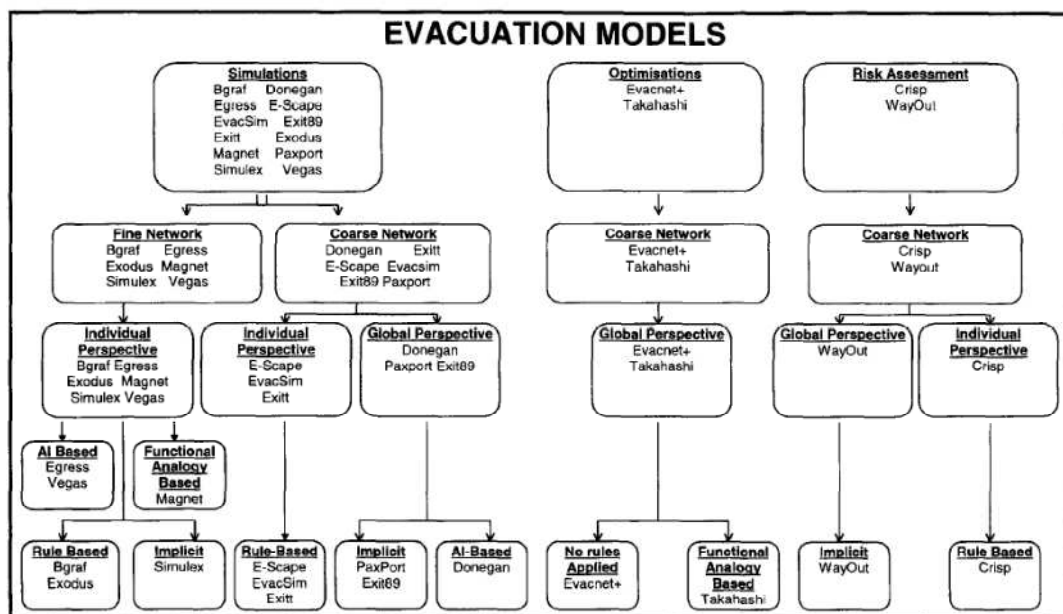 EVACUATION MODELS
Simulations
Bgraf Donegan
Egress E-Scape
EvacSim Exit89
Exitt Exodus
Magnet Paxport
Simulex Vegas
Optimisations
Evacnet+
Takahashi
Risk Assessment
Crisp
WayOut
Fine Network
Bgraf Egress
Exodus Magnet
Simulex Vegas
Coarse Network
Donegan Exitt
E-Scape Evacsim
Exit89 Paxport
Coarse Network
Evacnet+
Takahashi
Coarse Network
Crisp
Wayout
Individual
Perspective
Bgraf Egress
Exodus Magnet
Simulex Vegas
Individual
Perspective
E-Scape
EvacSim
Exitt
Global Perspective
Donegan
Paxport Exit89
Global Perspective
Evacnet+
Takahashi
Global Perspective
WayOut
Individual
Perspective
Crisp
AI Based
Egress
Vegas
Functional
Analogy
Based
Magnet
Rule Based
Bgraf
Exodus
Implicit
Simulex
Rule-Based
E-Scape
EvacSim
Exitt
Implicit
PaxPort
Exit89
AI-Based
Donegan
No rules
Applied
Evacnet+
Functional
Analogy
Based
Takahashi
Implicit
WayOut
Rule Based
Crisp